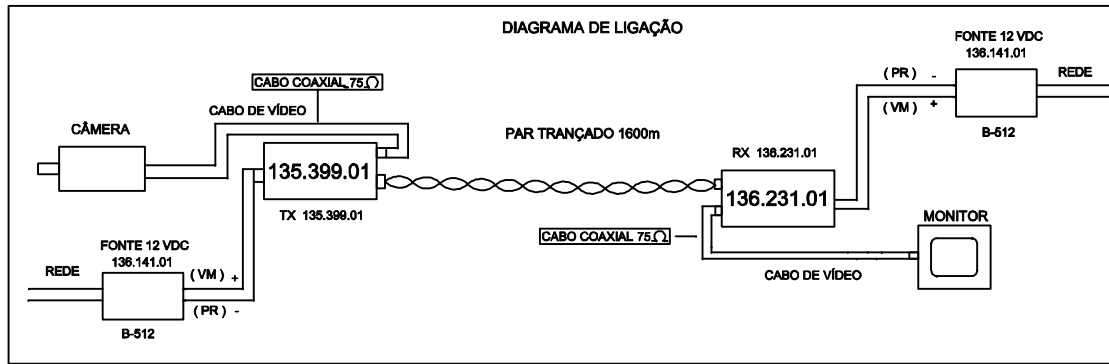 DIAGRAMA DE LIGAÇÃO
FONTE 12 VDC
136.141.01
REDE
( PR ) -
( VM ) +
B-512
CABO COAXIAL 75Ω
CABO DE VÍDEO
CÂMERA
PAR TRANÇADO 1600m
135.399.01
TX 135.399.01
RX 136.231.01
136.231.01
MONITOR
CABO COAXIAL 75Ω
CABO DE VÍDEO
FONTE 12 VDC
136.141.01
REDE
( VM ) +
( PR ) -
B-512